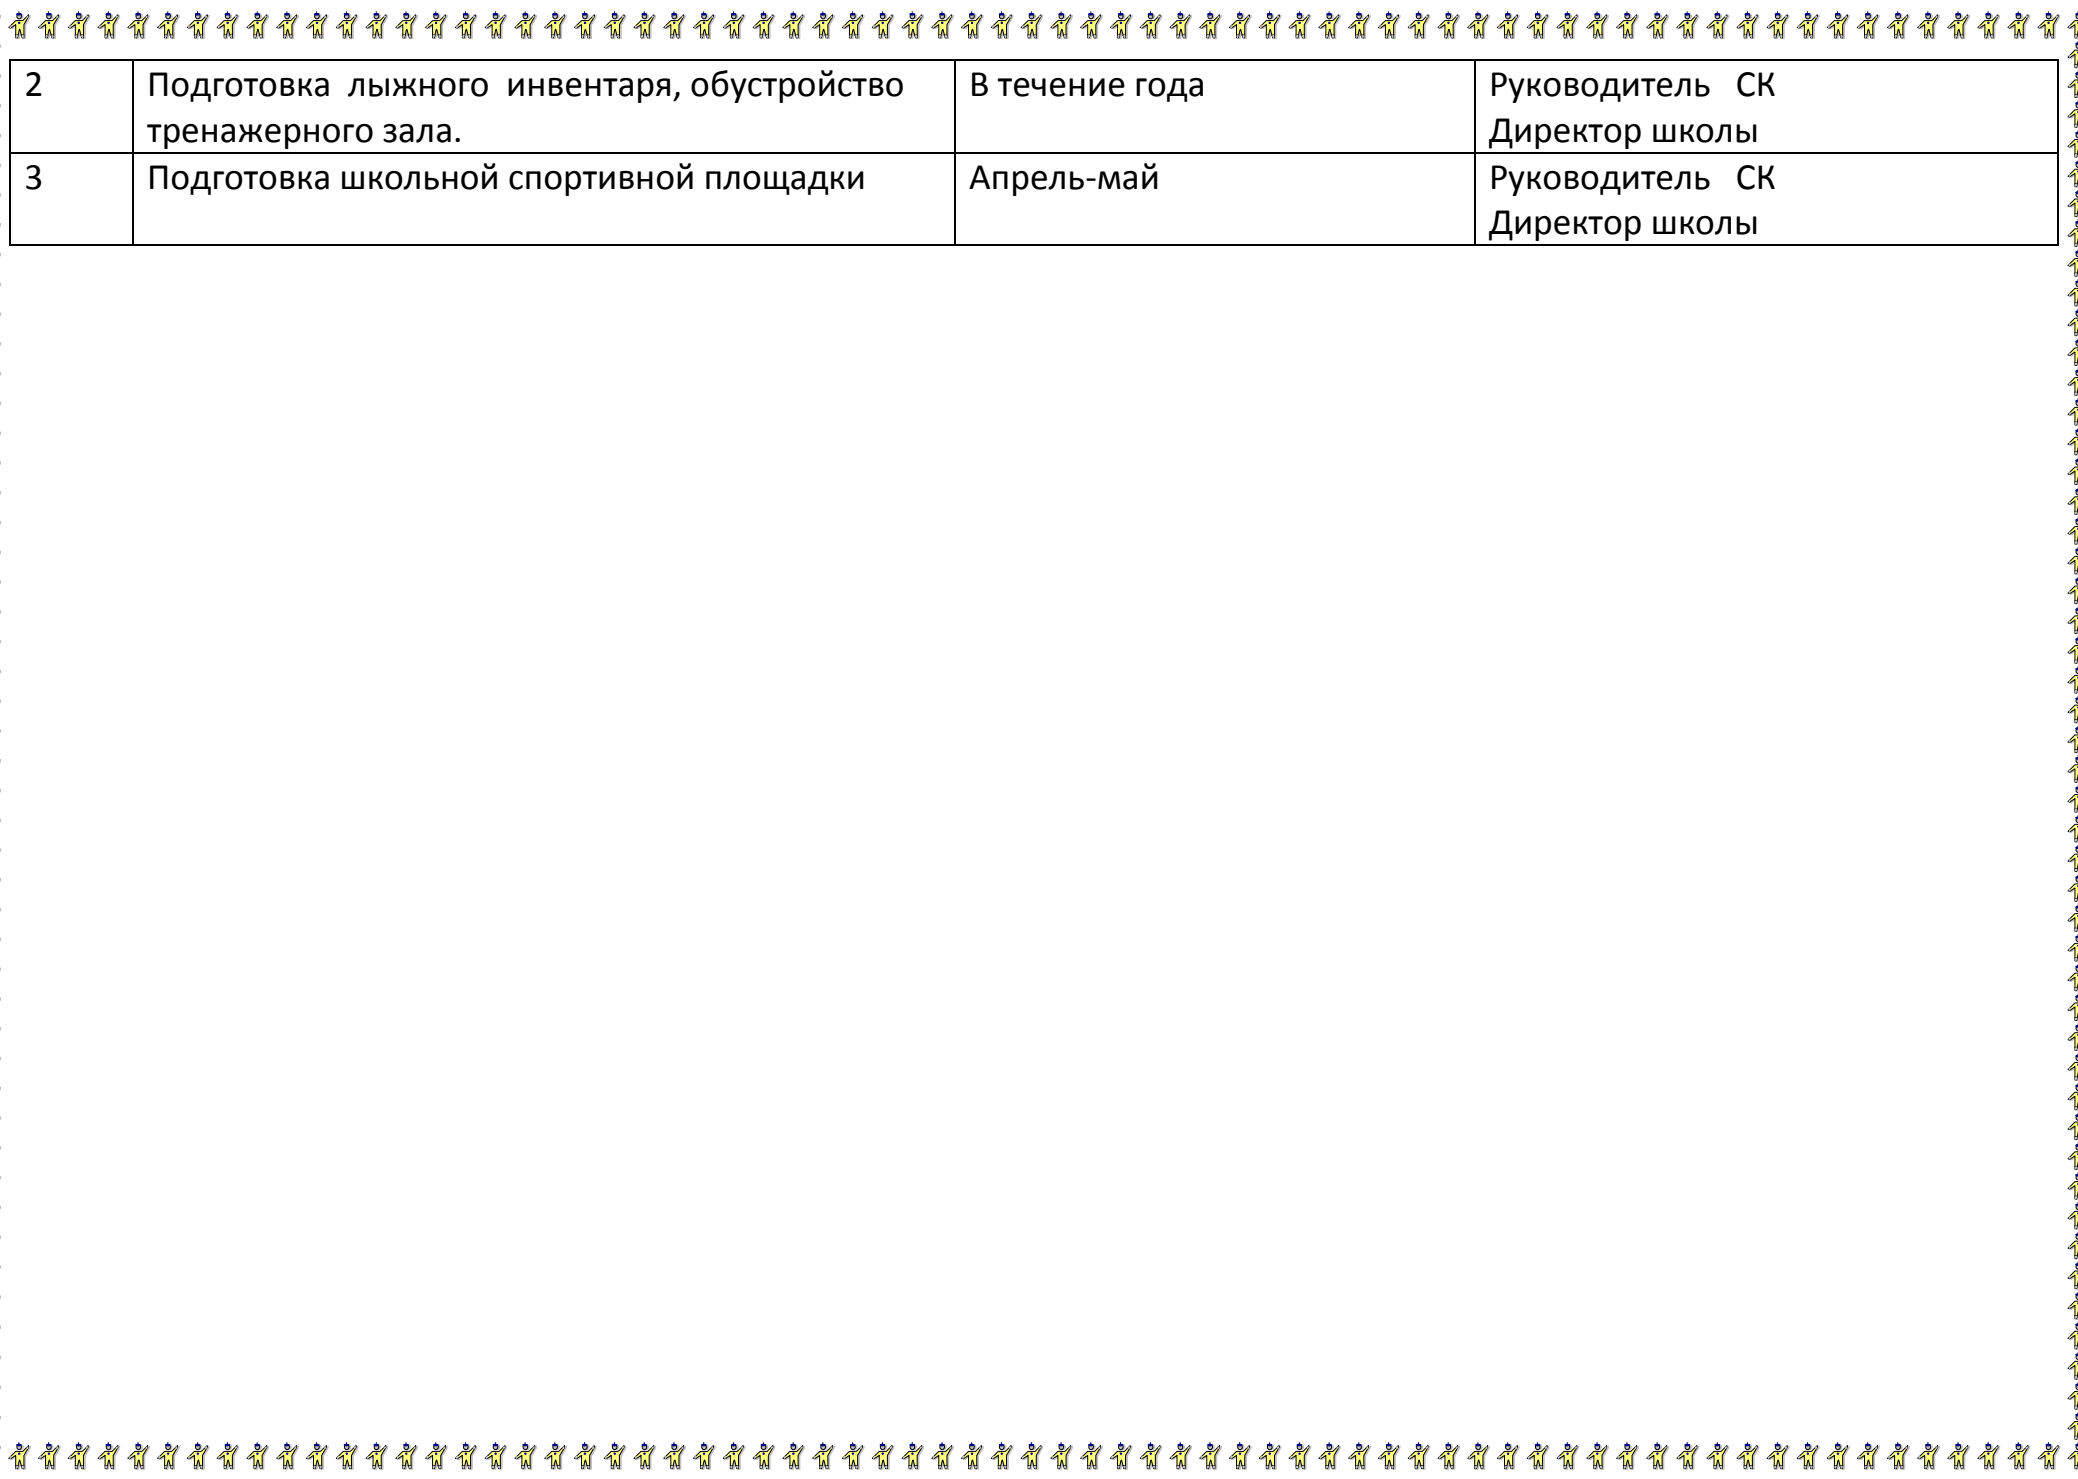 2 Подготовка лыжного инвентаря, обустройство В течение года Руководитель СК
тренажерного зала. Директор школы
3 Подготовка школьной спортивной площадки Апрель-май Руководитель СК
Директор школы